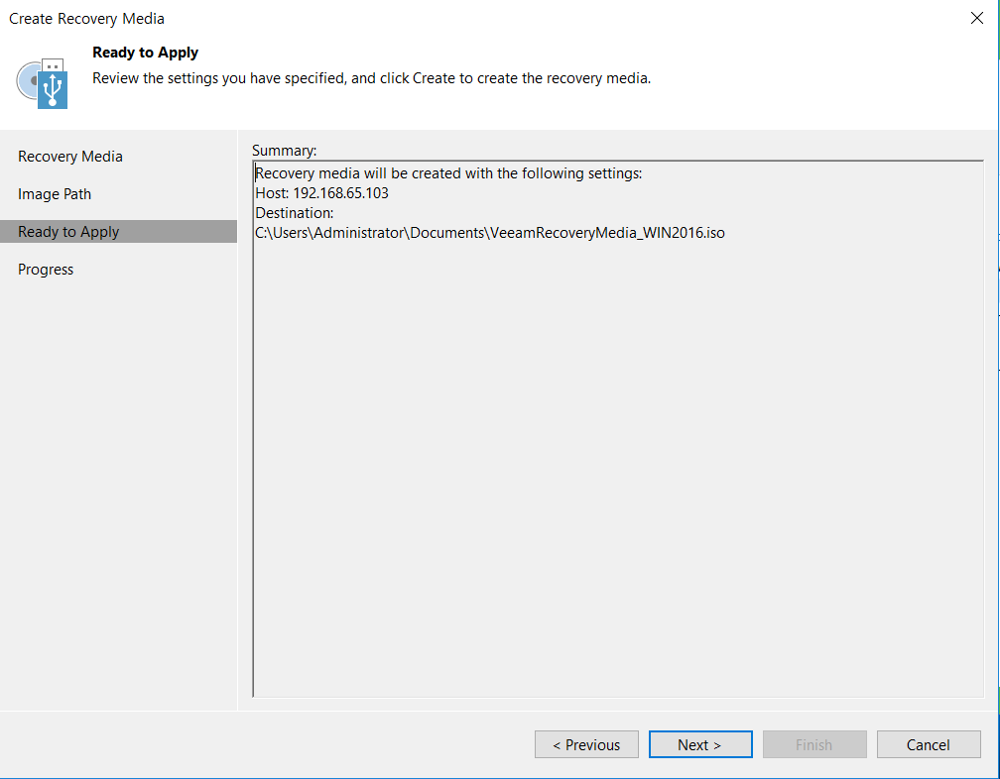 Create Recovery Media
Ready to Apply
Review the settings you have specified, and click Create to create the recovery media.
Recovery Media
Image Path
Ready to Apply
Progress
Summary:
Recovery media will be created with the following settings:
Host: 192.168.65.103
Destination:
C:\Users\Administrator\Documents\VeeamRecoveryMedia_WIN2016.iso
< Previous
Next >
Finish
Cancel